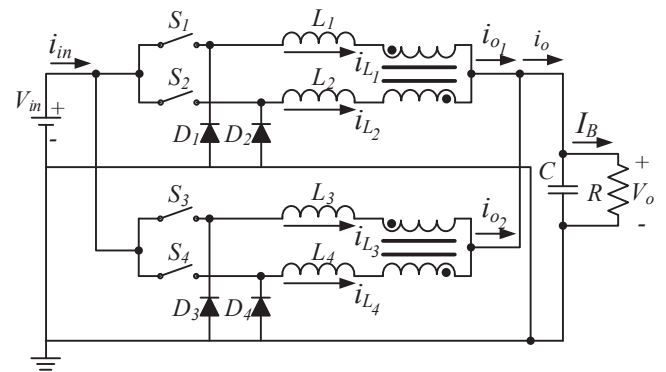 S1
L1
iin
iL1
io1
io
S2
L2
Vin
+
-
iL2
D1
D2
IB
+
C
R
Vo
-
S3
L3
io2
iL3
S4
L4
iL4
D3
D4